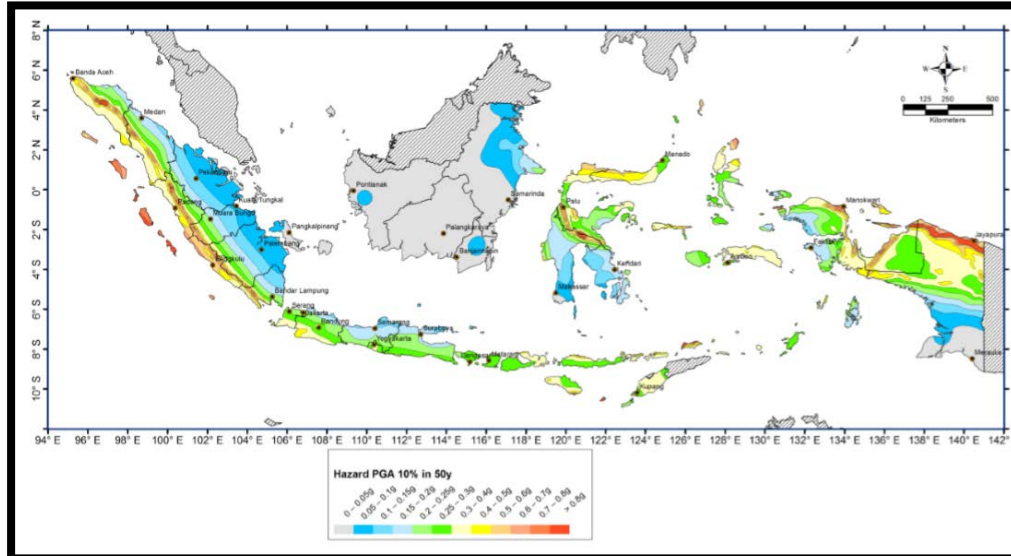 8° N
6° N
4° N
2° N
0°
2° S
4° S
6° S
8° S
10° S
N
W E
S
0 125 250 500
Kilometers
Banda Aceh
Medan
Pekanbaru
Kuala Tungkal
Padang
Muara Bungo
Pangkalpinang
Palembang
Bengkulu
Bandar Lampung
Serang
Jakarta
Bandung
Semarang
Surabaya
Yogyakarta
Denpasar
Mataram
Kupang
Pontianak
Samarinda
Palangkaraya
Banjarmasin
Manado
Palu
Kendari
Makassar
Ambon
Manokwari
Jayapura
Merauke
94° E 96° E 98° E 100° E 102° E 104° E 106° E 108° E 110° E 112° E 114° E 116° E 118° E 120° E 122° E 124° E 126° E 128° E 130° E 132° E 134° E 136° E 138° E 140° E 142° E
Hazard PGA 10% in 50y
0 – 0.05g
0.05 – 0.1g
0.1 – 0.15g
0.15 – 0.2g
0.2 – 0.25g
0.25 – 0.3g
0.3 – 0.4g
0.4 – 0.5g
0.5 – 0.6g
0.6 – 0.7g
0.7 – 0.8g
> 0.8g